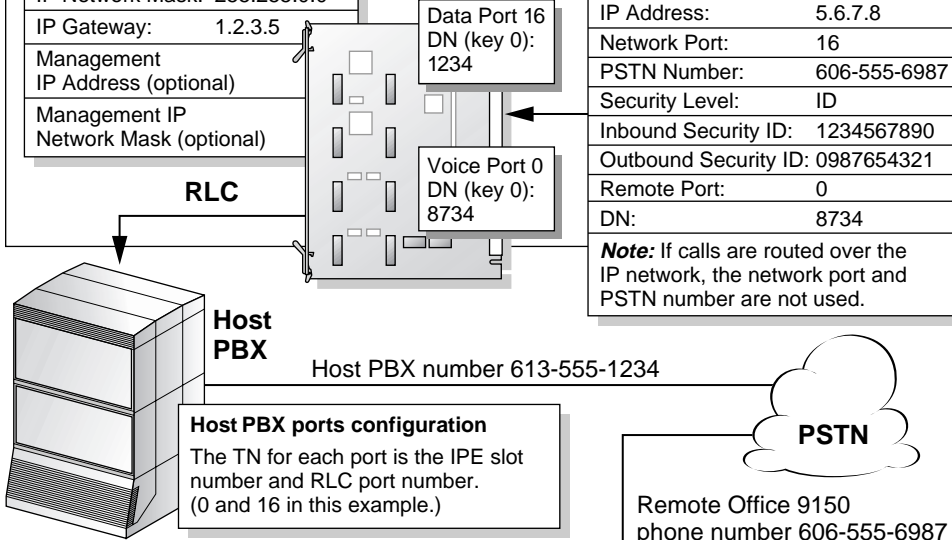 IP Network Mask: 255.255.0.0
IP Gateway: 1.2.3.5
Management
IP Address (optional)
Management IP
Network Mask (optional)
RLC
Data Port 16
DN (key 0):
1234
Voice Port 0
DN (key 0):
8734
IP Address: 5.6.7.8
Network Port: 16
PSTN Number: 606-555-6987
Security Level: ID
Inbound Security ID: 1234567890
Outbound Security ID: 0987654321
Remote Port: 0
DN: 8734
Note: If calls are routed over the
IP network, the network port and
PSTN number are not used.
Host
PBX
Host PBX number 613-555-1234
Host PBX ports configuration
The TN for each port is the IPE slot
number and RLC port number.
(0 and 16 in this example.)
PSTN
Remote Office 9150
phone number 606-555-6987